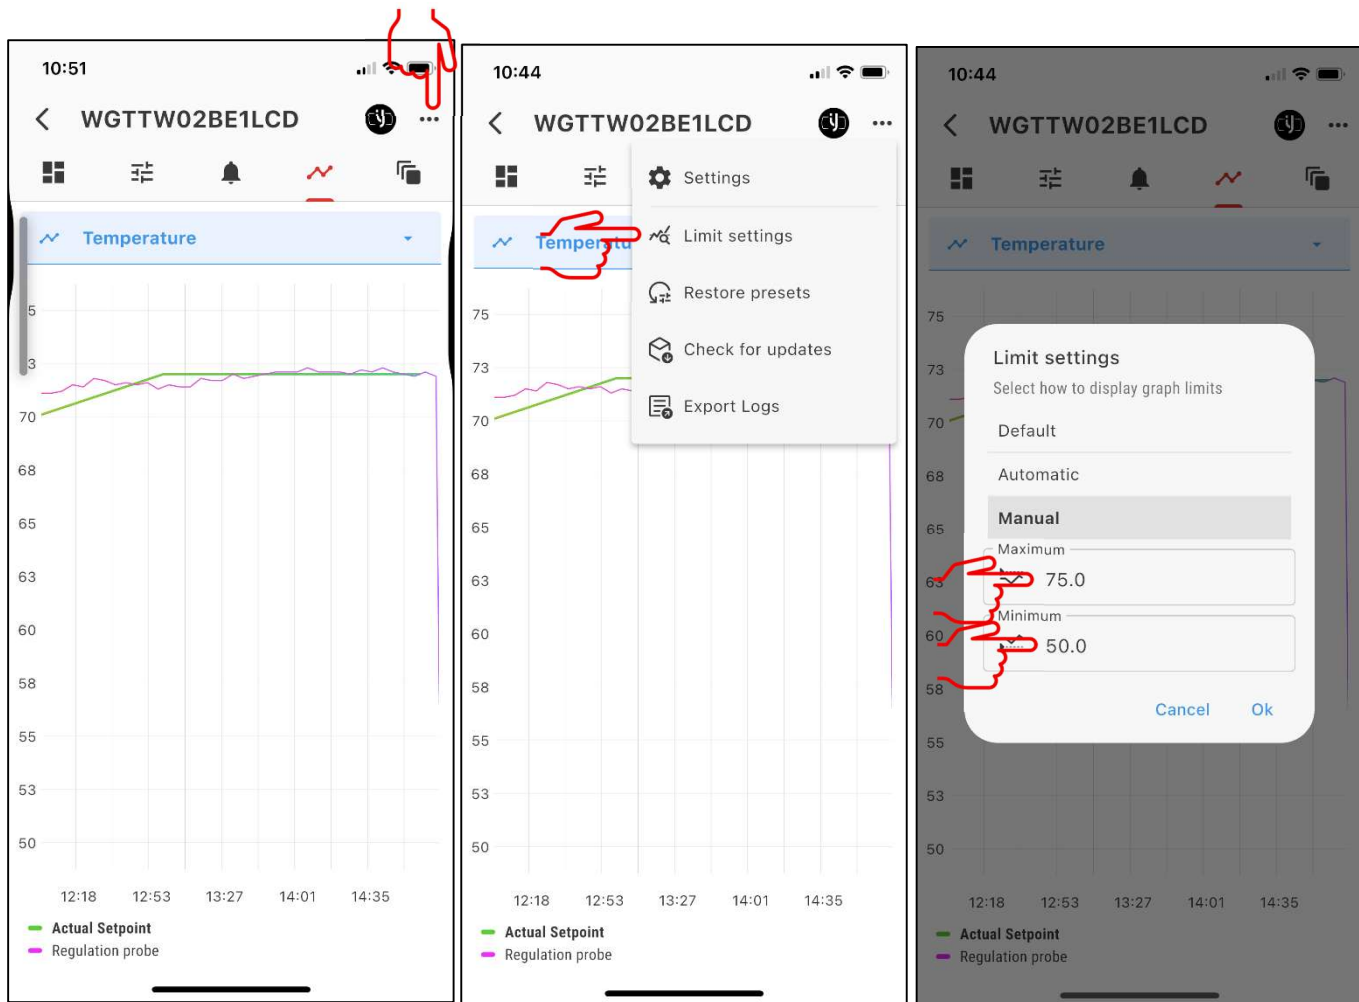 10:51
WGTTW02BE1LCD
Temperature
5
3
70
68
65
63
60
58
55
53
50
12:18 12:53 13:27 14:01 14:35
Actual Setpoint
Regulation probe
10:44
WGTTW02BE1LCD
Settings
Limit settings
Restore presets
Check for updates
Export Logs
Temperatu
75
73
70
68
65
63
60
58
55
53
50
12:18 12:53 13:27 14:01 14:35
Actual Setpoint
Regulation probe
10:44
WGTTW02BE1LCD
Temperature
75
73
70
68
65
63
60
58
55
53
50
Limit settings
Select how to display graph limits
Default
Automatic
Manual
Maximum
75.0
Minimum
50.0
Cancel Ok
12:18 12:53 13:27 14:01 14:35
Actual Setpoint
Regulation probe